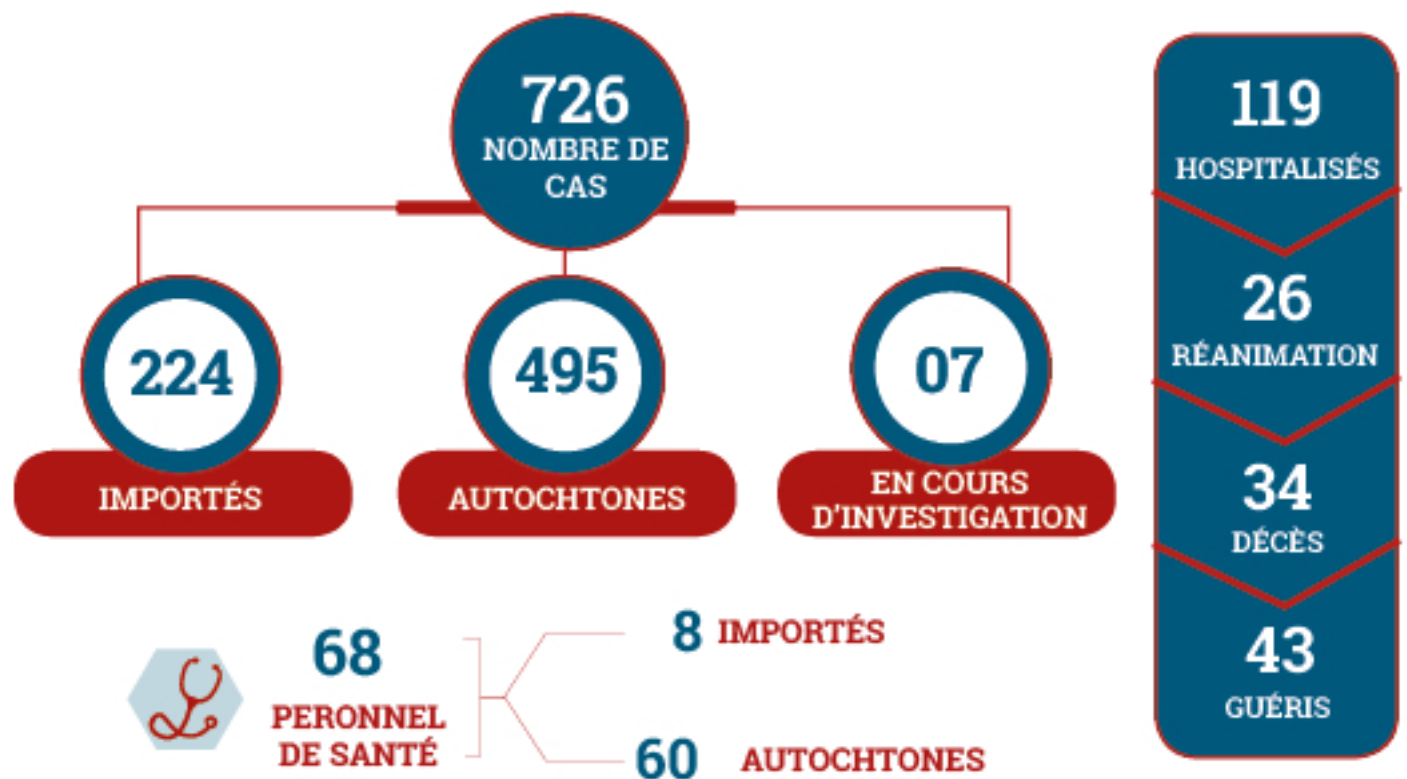 726
NOMBRE DE
CAS
224
IMPORTÉS
495
AUTOCHTONES
07
EN COURS
D'INVESTIGATION
68
PERONNEL
DE SANTÉ
8 IMPORTÉS
60 AUTOCHTONES
119
HOSPITALISÉS
26
RÉANIMATION
34
DÉCÈS
43
GUÉRIS